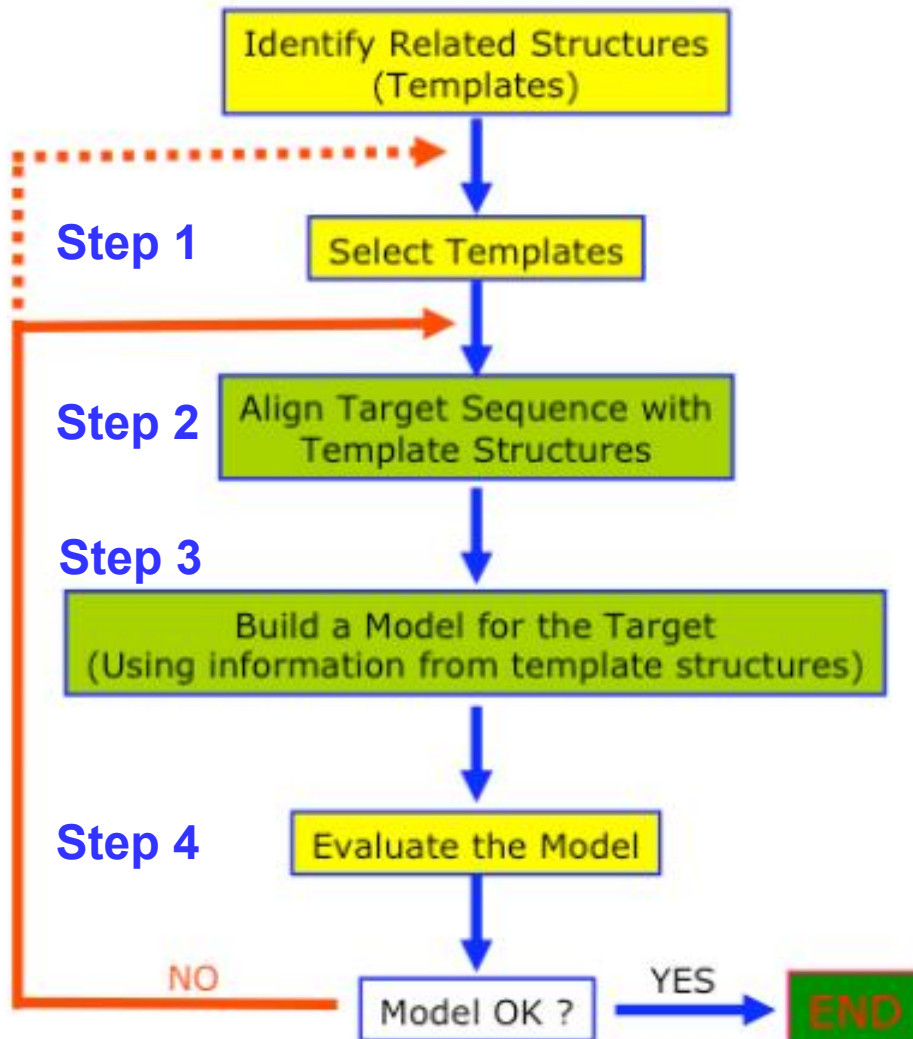 Identify Related Structures
(Templates)
Step 1
Select Templates
Step 2
Align Target Sequence with
Template Structures
Step 3
Build a Model for the Target
(Using information from template structures)
Step 4
Evaluate the Model
NO
Model OK ?
YES
END